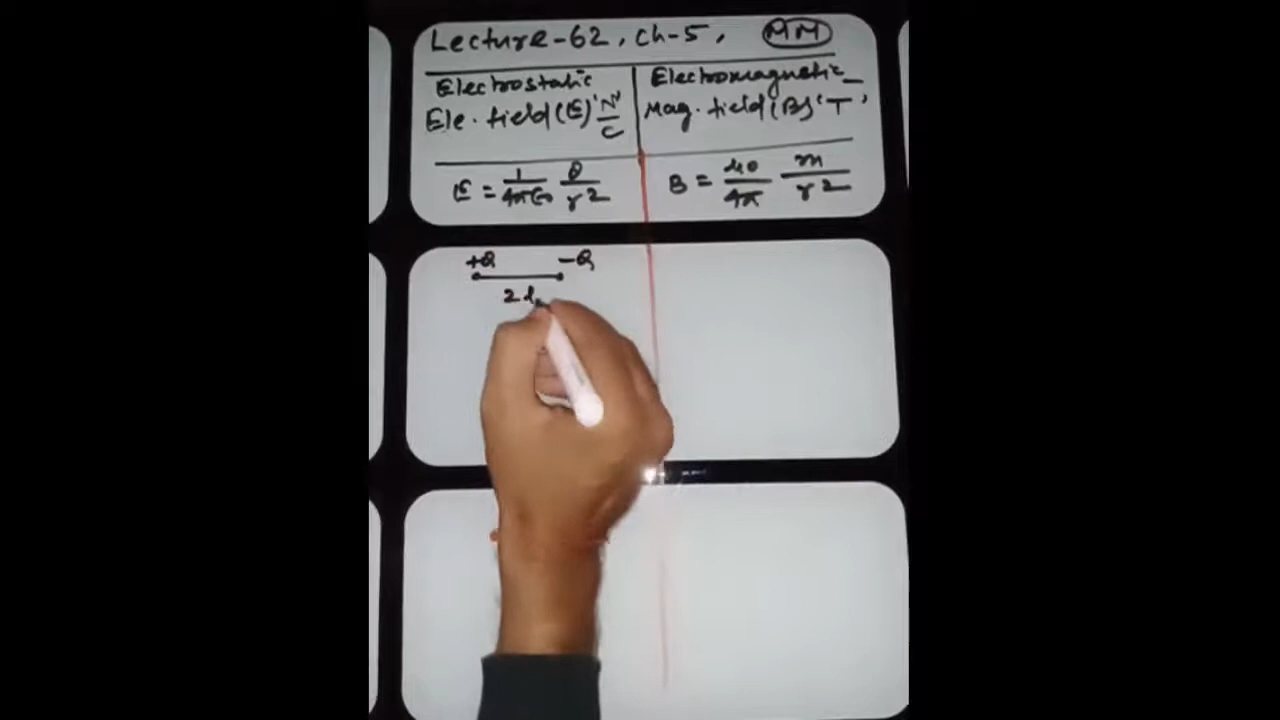 Lecture-62, Ch-5, MM
Electrostatic
Ele. field (E) 'N/C'
Electromagnetic
Mag. field (B) 'T'
E = 1/4πε0 Q/r2
B = μ0/4π m/r2
+Q -Q
2l